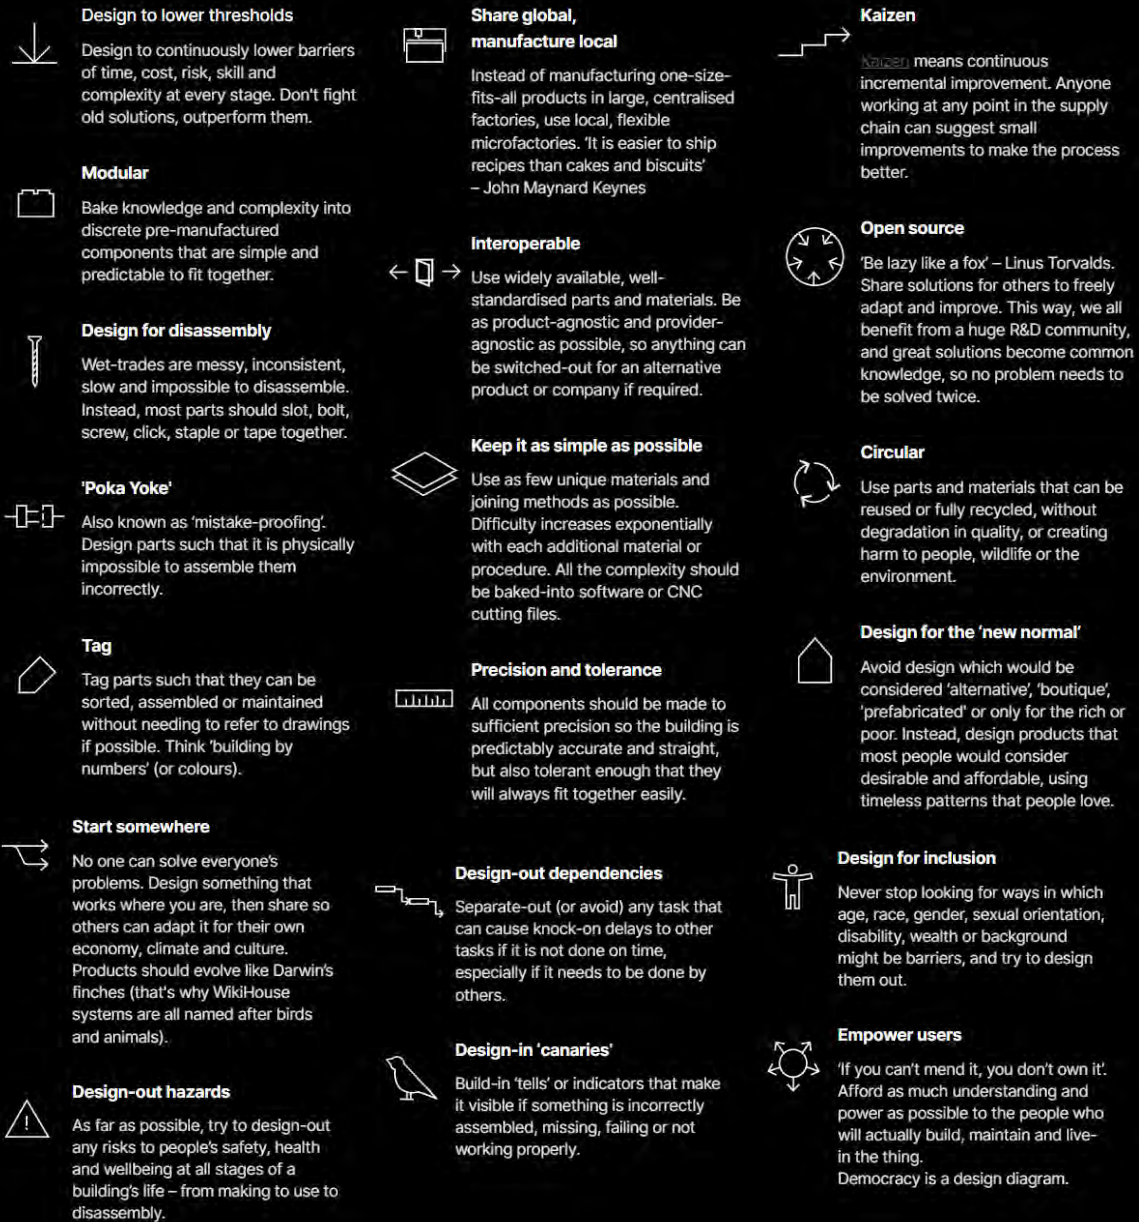 Design to lower thresholds
Design to continuously lower barriers
of time, cost, risk, skill and
complexity at every stage. Don't fight
old solutions, outperform them.
Modular
Bake knowledge and complexity into
discrete pre-manufactured
components that are simple and
predictable to fit together.
Design for disassembly
Wet-trades are messy, inconsistent,
slow and impossible to disassemble.
Instead, most parts should slot, bolt,
screw, click, staple or tape together.
'Poka Yoke'
Also known as 'mistake-proofing'.
Design parts such that it is physically
impossible to assemble them
incorrectly.
Tag
Tag parts such that they can be
sorted, assembled or maintained
without needing to refer to drawings
if possible. Think 'building by
numbers' (or colours).
Start somewhere
No one can solve everyone's
problems. Design something that
works where you are, then share so
others can adapt it for their own
economy, climate and culture.
Products should evolve like Darwin's
finches (that's why WikiHouse
systems are all named after birds
and animals).
Design-out hazards
As far as possible, try to design-out
any risks to people's safety, health
and wellbeing at all stages of a
building's life – from making to use to
disassembly.
Share global,
manufacture local
Instead of manufacturing one-size-
fits-all products in large, centralised
factories, use local, flexible
microfactories. 'It is easier to ship
recipes than cakes and biscuits'
– John Maynard Keynes
Interoperable
Use widely available, well-
standardised parts and materials. Be
as product-agnostic and provider-
agnostic as possible, so anything can
be switched-out for an alternative
product or company if required.
Keep it as simple as possible
Use as few unique materials and
joining methods as possible.
Difficulty increases exponentially
with each additional material or
procedure. All the complexity should
be baked-into software or CNC
cutting files.
Precision and tolerance
All components should be made to
sufficient precision so the building is
predictably accurate and straight,
but also tolerant enough that they
will always fit together easily.
Design-out dependencies
Separate-out (or avoid) any task that
can cause knock-on delays to other
tasks if it is not done on time,
especially if it needs to be done by
others.
Design-in 'canaries'
Build-in 'tells' or indicators that make
it visible if something is incorrectly
assembled, missing, failing or not
working properly.
Kaizen
Kaizen means continuous
incremental improvement. Anyone
working at any point in the supply
chain can suggest small
improvements to make the process
better.
Open source
'Be lazy like a fox' – Linus Torvalds.
Share solutions for others to freely
adapt and improve. This way, we all
benefit from a huge R&D community,
and great solutions become common
knowledge, so no problem needs to
be solved twice.
Circular
Use parts and materials that can be
reused or fully recycled, without
degradation in quality, or creating
harm to people, wildlife or the
environment.
Design for the 'new normal'
Avoid design which would be
considered 'alternative', 'boutique',
'prefabricated' or only for the rich or
poor. Instead, design products that
most people would consider
desirable and affordable, using
timeless patterns that people love.
Design for inclusion
Never stop looking for ways in which
age, race, gender, sexual orientation,
disability, wealth or background
might be barriers, and try to design
them out.
Empower users
'If you can't mend it, you don't own it'.
Afford as much understanding and
power as possible to the people who
will actually build, maintain and live-
in the thing.
Democracy is a design diagram.